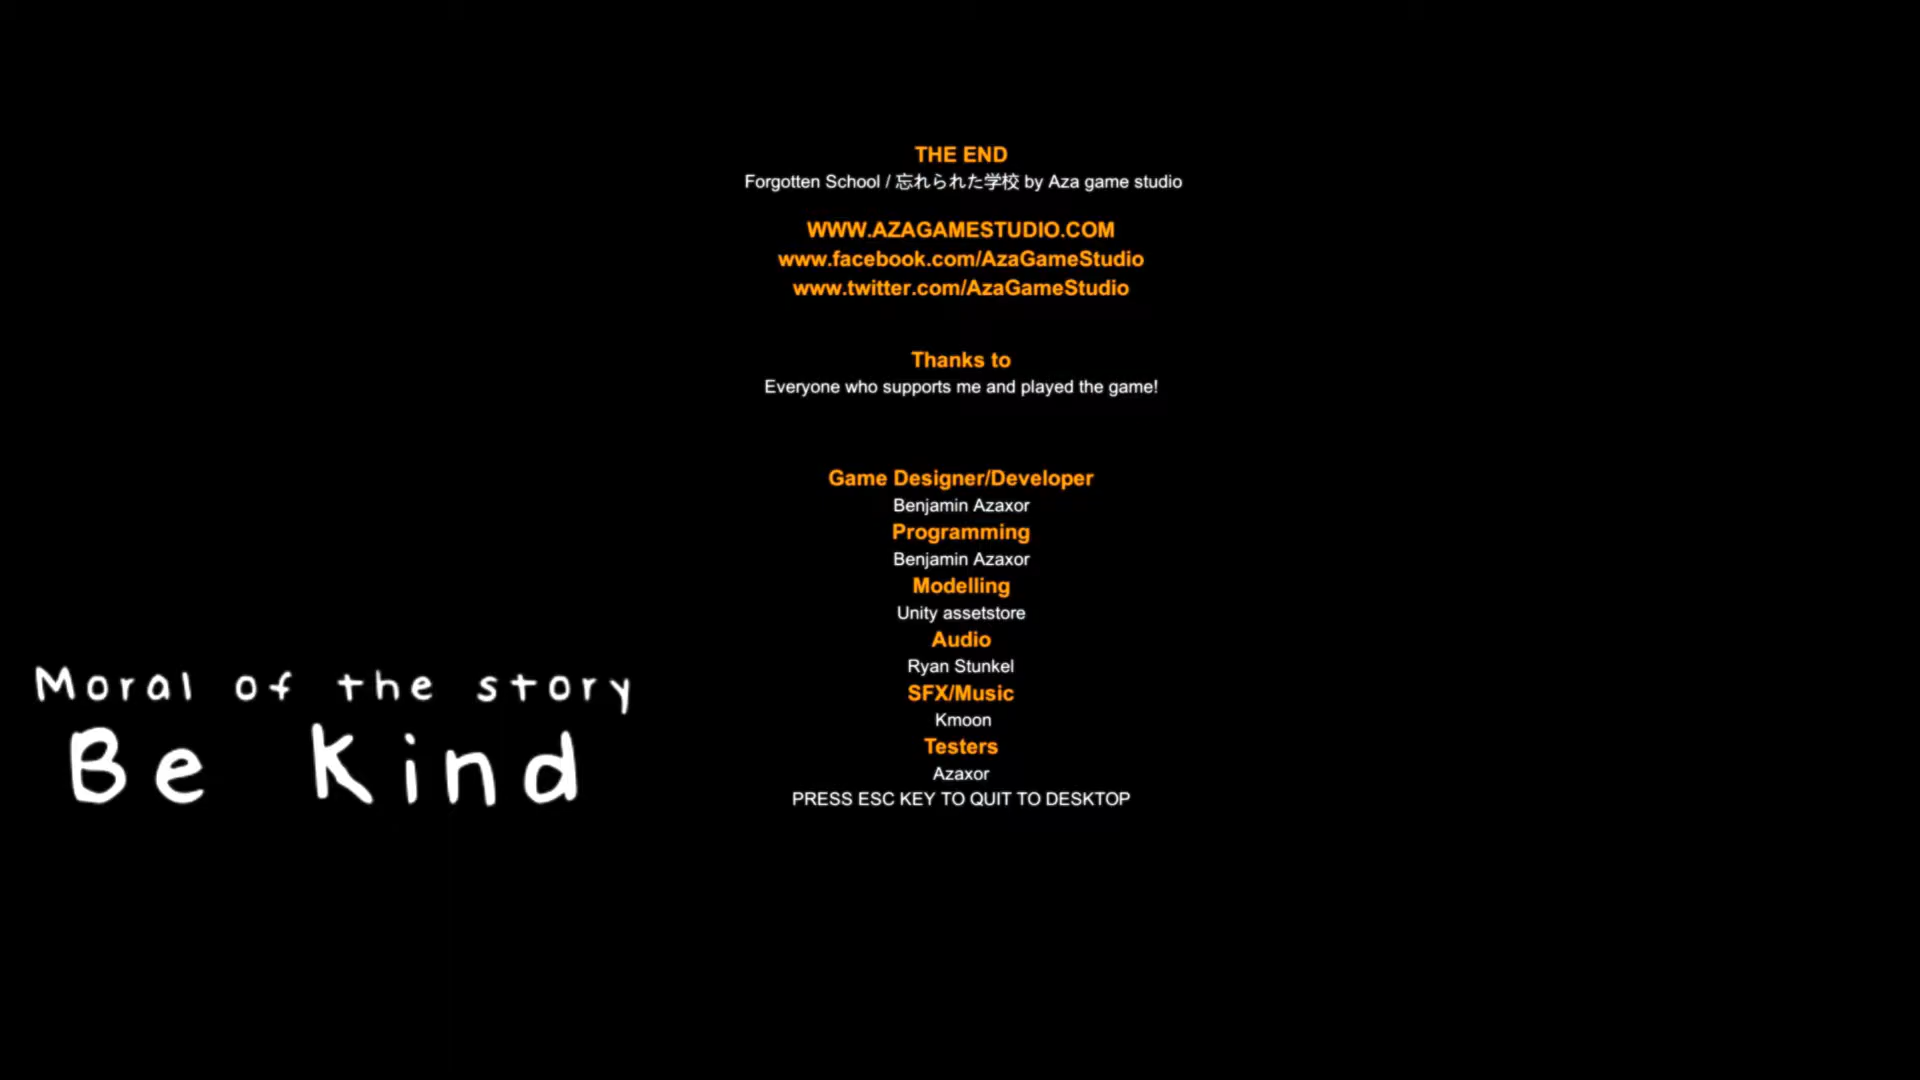 THE END
Forgotten School / 忘れられた学校 by Aza game studio
WWW.AZAGAMESTUDIO.COM
www.facebook.com/AzaGameStudio
www.twitter.com/AzaGameStudio
Thanks to
Everyone who supports me and played the game!
Game Designer/Developer
Benjamin Azaxor
Programming
Benjamin Azaxor
Modelling
Unity assetstore
Audio
Ryan Stunkel
SFX/Music
Kmoon
Testers
Azaxor
PRESS ESC KEY TO QUIT TO DESKTOP
Moral of the story
Be Kind